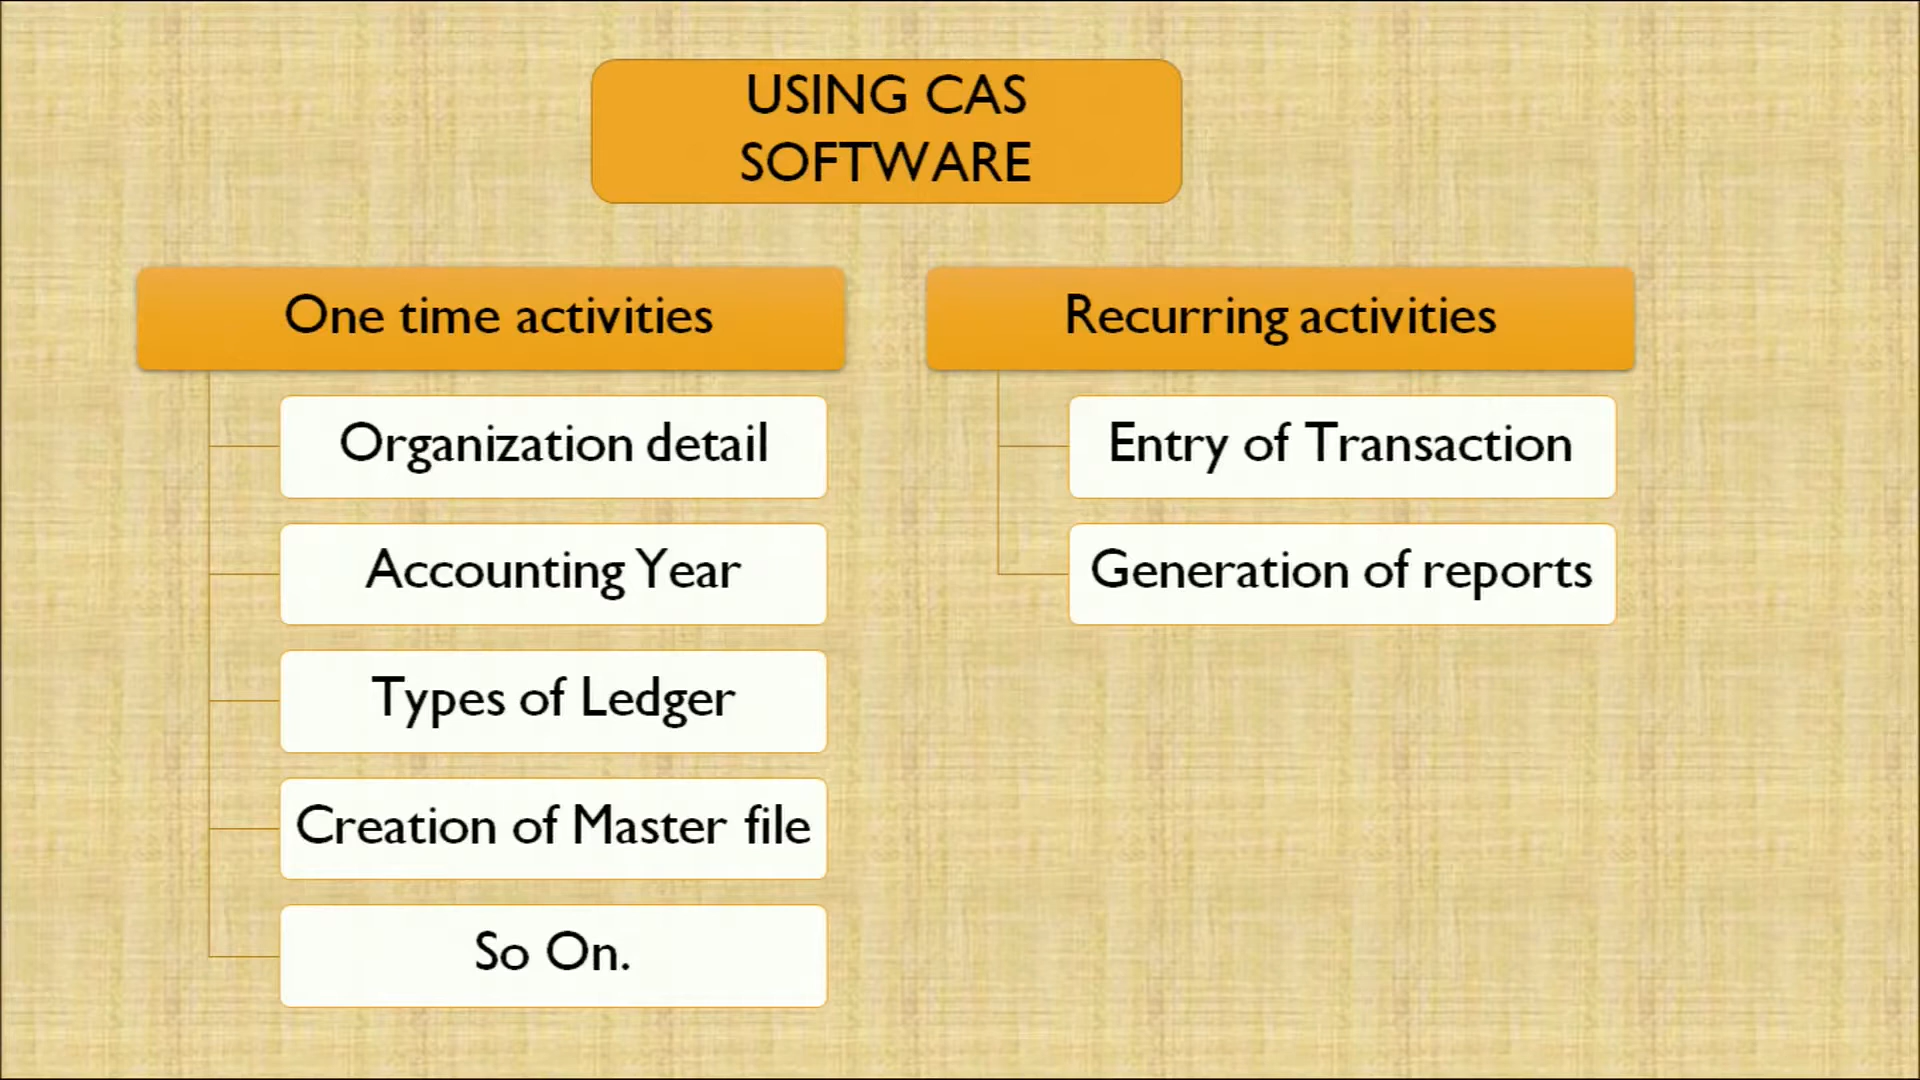 USING CAS
SOFTWARE
One time activities
Organization detail
Accounting Year
Types of Ledger
Creation of Master file
So On.
Recurring activities
Entry of Transaction
Generation of reports